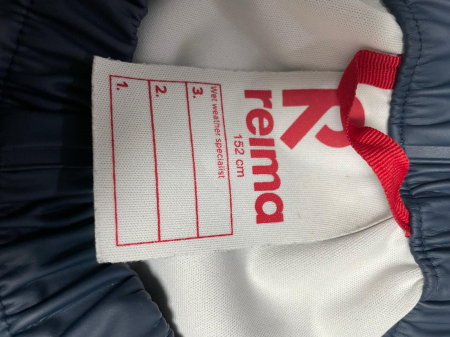 reima
152 cm
Wet weather specialist
3.
2.
1.